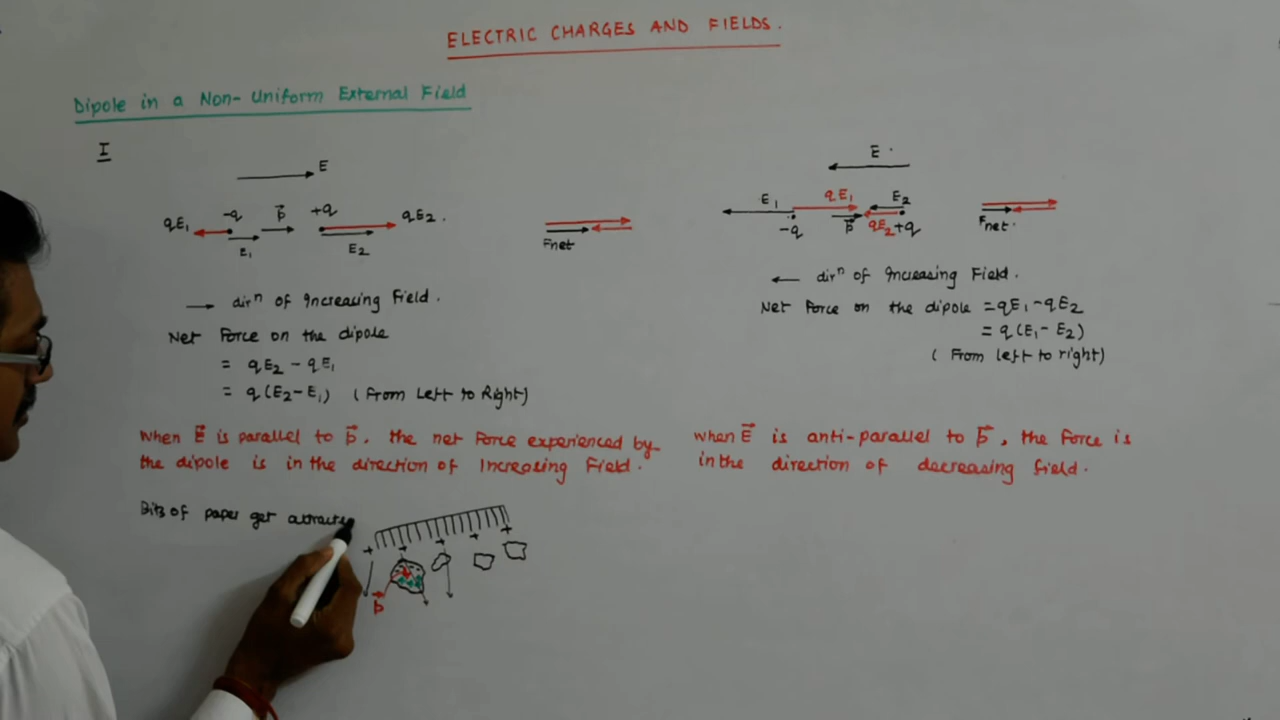 ELECTRIC CHARGES AND FIELDS.
Dipole in a Non-Uniform External Field
I
E
qE₁ -q p⃗ +q qE₂.
E₁ E₂
Fnet
→ dirⁿ of Increasing Field.
Net Force on the dipole
= qE₂ - qE₁
= q(E₂-E₁) (From Left to Right)
When E⃗ is parallel to p⃗, the net force experienced by
the dipole is in the direction of Increasing Field.
E
E₁ qE₁ E₂
-q p⃗ qE₂ +q
Fnet
← dirⁿ of Increasing Field.
Net Force on the dipole = qE₁-qE₂
= q(E₁-E₂)
(From left to right)
When E⃗ is anti-parallel to p⃗, the force is
in the direction of decreasing field.
Bits of paper get
+ + + + +
p⃗